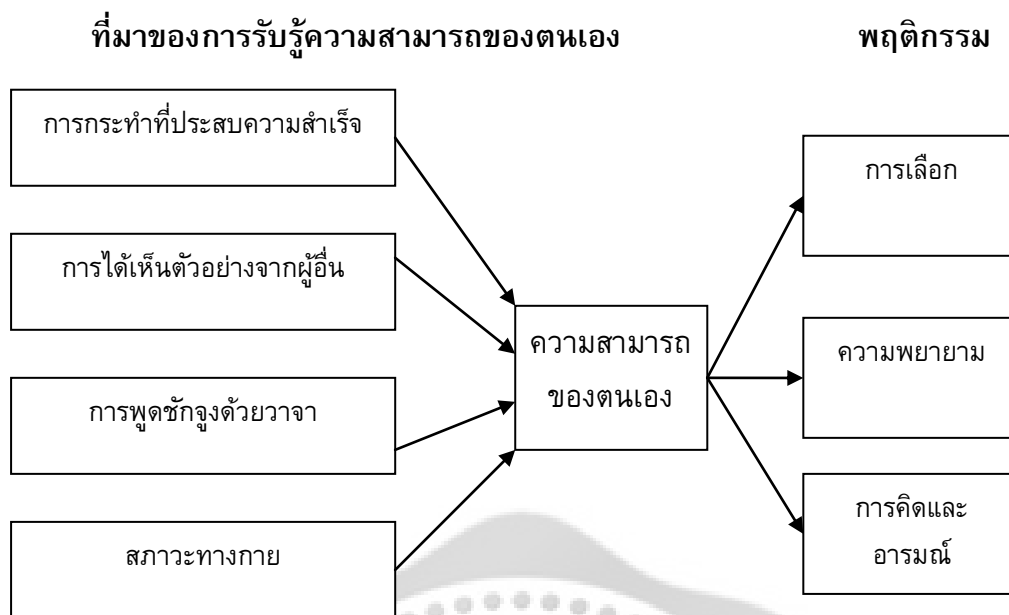 ที่มาของการรับรู้ความสามารถของตนเอง
พฤติกรรม
การกระทำที่ประสบความสำเร็จ
การได้เห็นตัวอย่างจากผู้อื่น
การพูดชักจูงด้วยวาจา
สภาวะทางกาย
ความสามารถ
ของตนเอง
การเลือก
ความพยายาม
การคิดและ
อารมณ์